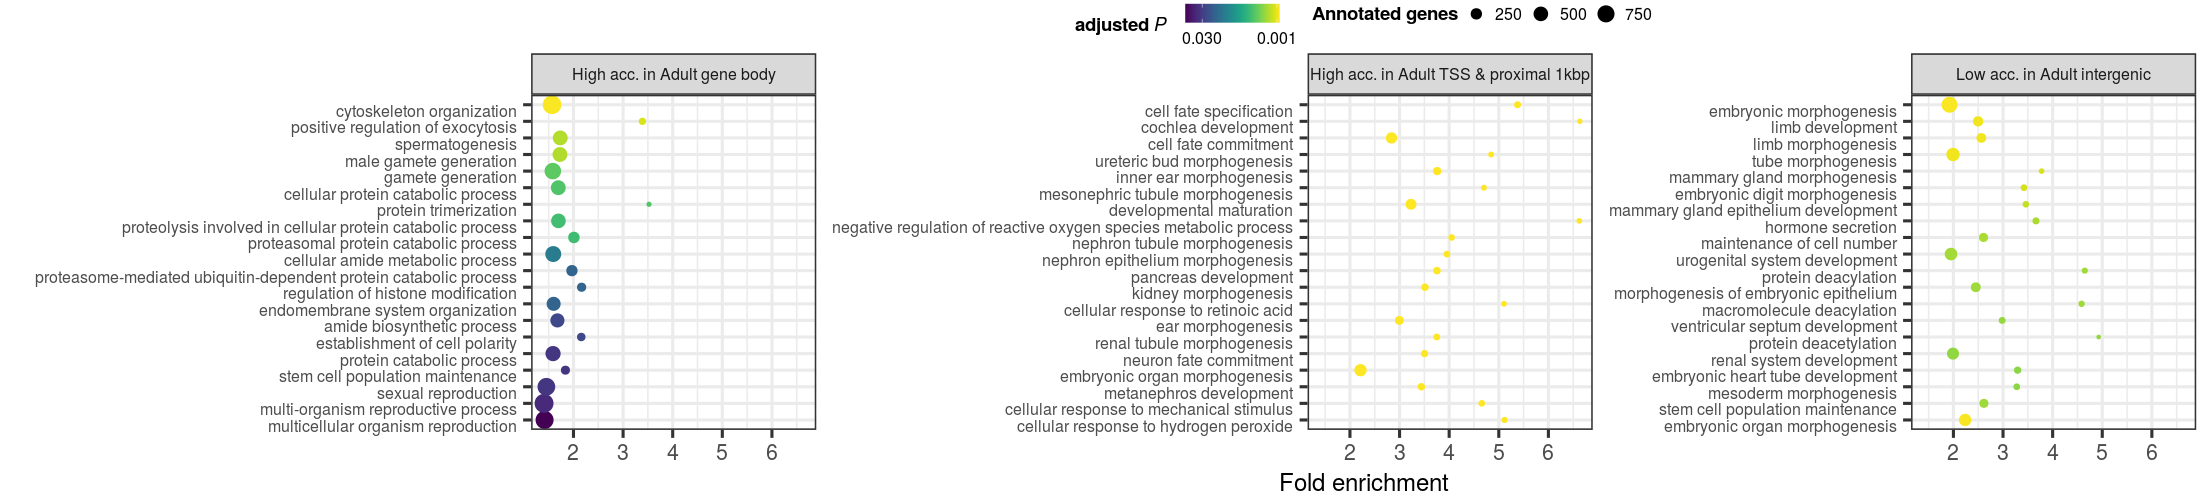 adjusted P
0.030 0.001
Annotated genes 250 500 750
High acc. in Adult gene body
cytoskeleton organization
positive regulation of exocytosis
spermatogenesis
male gamete generation
gamete generation
cellular protein catabolic process
protein trimerization
proteolysis involved in cellular protein catabolic process
proteasomal protein catabolic process
cellular amide metabolic process
proteasome-mediated ubiquitin-dependent protein catabolic process
regulation of histone modification
endomembrane system organization
amide biosynthetic process
establishment of cell polarity
protein catabolic process
stem cell population maintenance
sexual reproduction
multi-organism reproductive process
multicellular organism reproduction
2 3 4 5 6
High acc. in Adult TSS & proximal 1kbp
cell fate specification
cochlea development
cell fate commitment
ureteric bud morphogenesis
inner ear morphogenesis
mesonephric tubule morphogenesis
developmental maturation
negative regulation of reactive oxygen species metabolic process
nephron tubule morphogenesis
nephron epithelium morphogenesis
pancreas development
kidney morphogenesis
cellular response to retinoic acid
ear morphogenesis
renal tubule morphogenesis
neuron fate commitment
embryonic organ morphogenesis
metanephros development
cellular response to mechanical stimulus
cellular response to hydrogen peroxide
2 3 4 5 6
Low acc. in Adult intergenic
embryonic morphogenesis
limb development
limb morphogenesis
tube morphogenesis
mammary gland morphogenesis
embryonic digit morphogenesis
mammary gland epithelium development
hormone secretion
maintenance of cell number
urogenital system development
protein deacylation
morphogenesis of embryonic epithelium
macromolecule deacylation
ventricular septum development
protein deacetylation
renal system development
embryonic heart tube development
mesoderm morphogenesis
stem cell population maintenance
embryonic organ morphogenesis
2 3 4 5 6
Fold enrichment